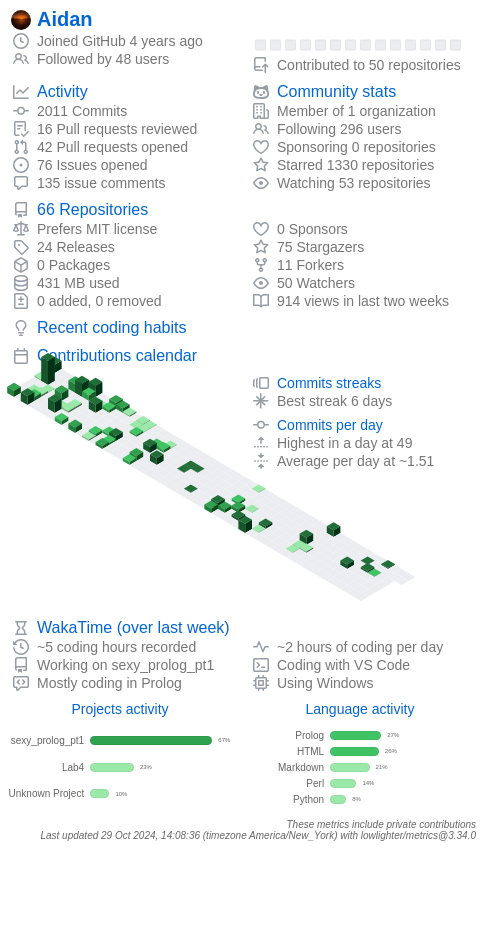 Aidan
Joined GitHub 4 years ago
Followed by 48 users
Contributed to 50 repositories
Activity
2011 Commits
16 Pull requests reviewed
42 Pull requests opened
76 Issues opened
135 issue comments
Community stats
Member of 1 organization
Following 296 users
Sponsoring 0 repositories
Starred 1330 repositories
Watching 53 repositories
66 Repositories
Prefers MIT license
24 Releases
0 Packages
431 MB used
0 added, 0 removed
0 Sponsors
75 Stargazers
11 Forkers
50 Watchers
914 views in last two weeks
Recent coding habits
Contributions calendar
Commits streaks
Best streak 6 days
Commits per day
Highest in a day at 49
Average per day at ~1.51
WakaTime (over last week)
~5 coding hours recorded
Working on sexy_prolog_pt1
Mostly coding in Prolog
~2 hours of coding per day
Coding with VS Code
Using Windows
Projects activity
sexy_prolog_pt1 67%
Lab4 23%
Unknown Project 10%
Language activity
Prolog 27%
HTML 26%
Markdown 21%
Perl 14%
Python 8%
These metrics include private contributions
Last updated 29 Oct 2024, 14:08:36 (timezone America/New_York) with lowlighter/metrics@3.34.0